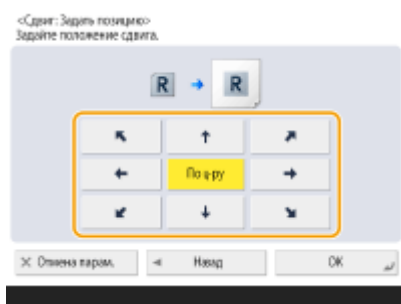 <Сдвиг: Задать позицию>
Задайте положение сдвига.
R R
По ц-ру
Отмена парам. Назад OK